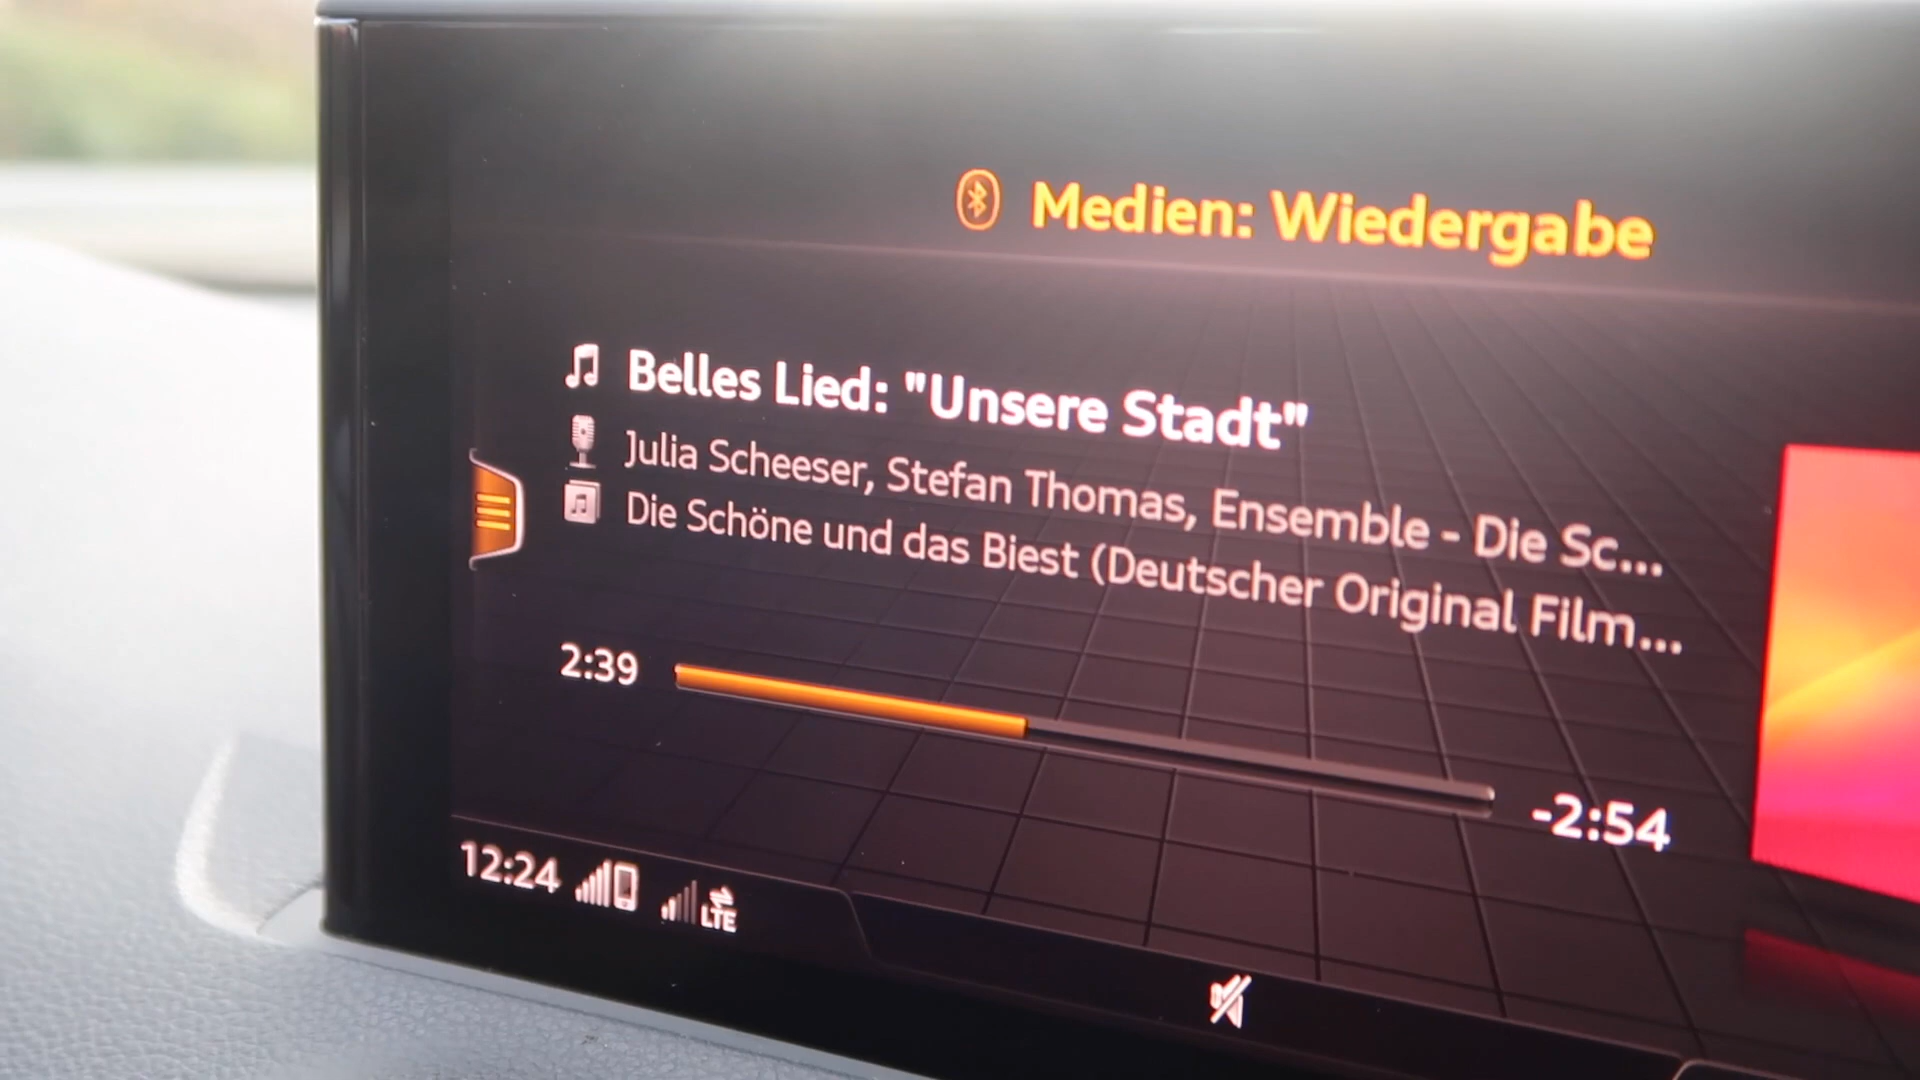 Medien: Wiedergabe
Belles Lied: "Unsere Stadt"
Julia Scheeser, Stefan Thomas, Ensemble - Die Sc...
Die Schöne und das Biest (Deutscher Original Film...
2:39
-2:54
12:24 LTE